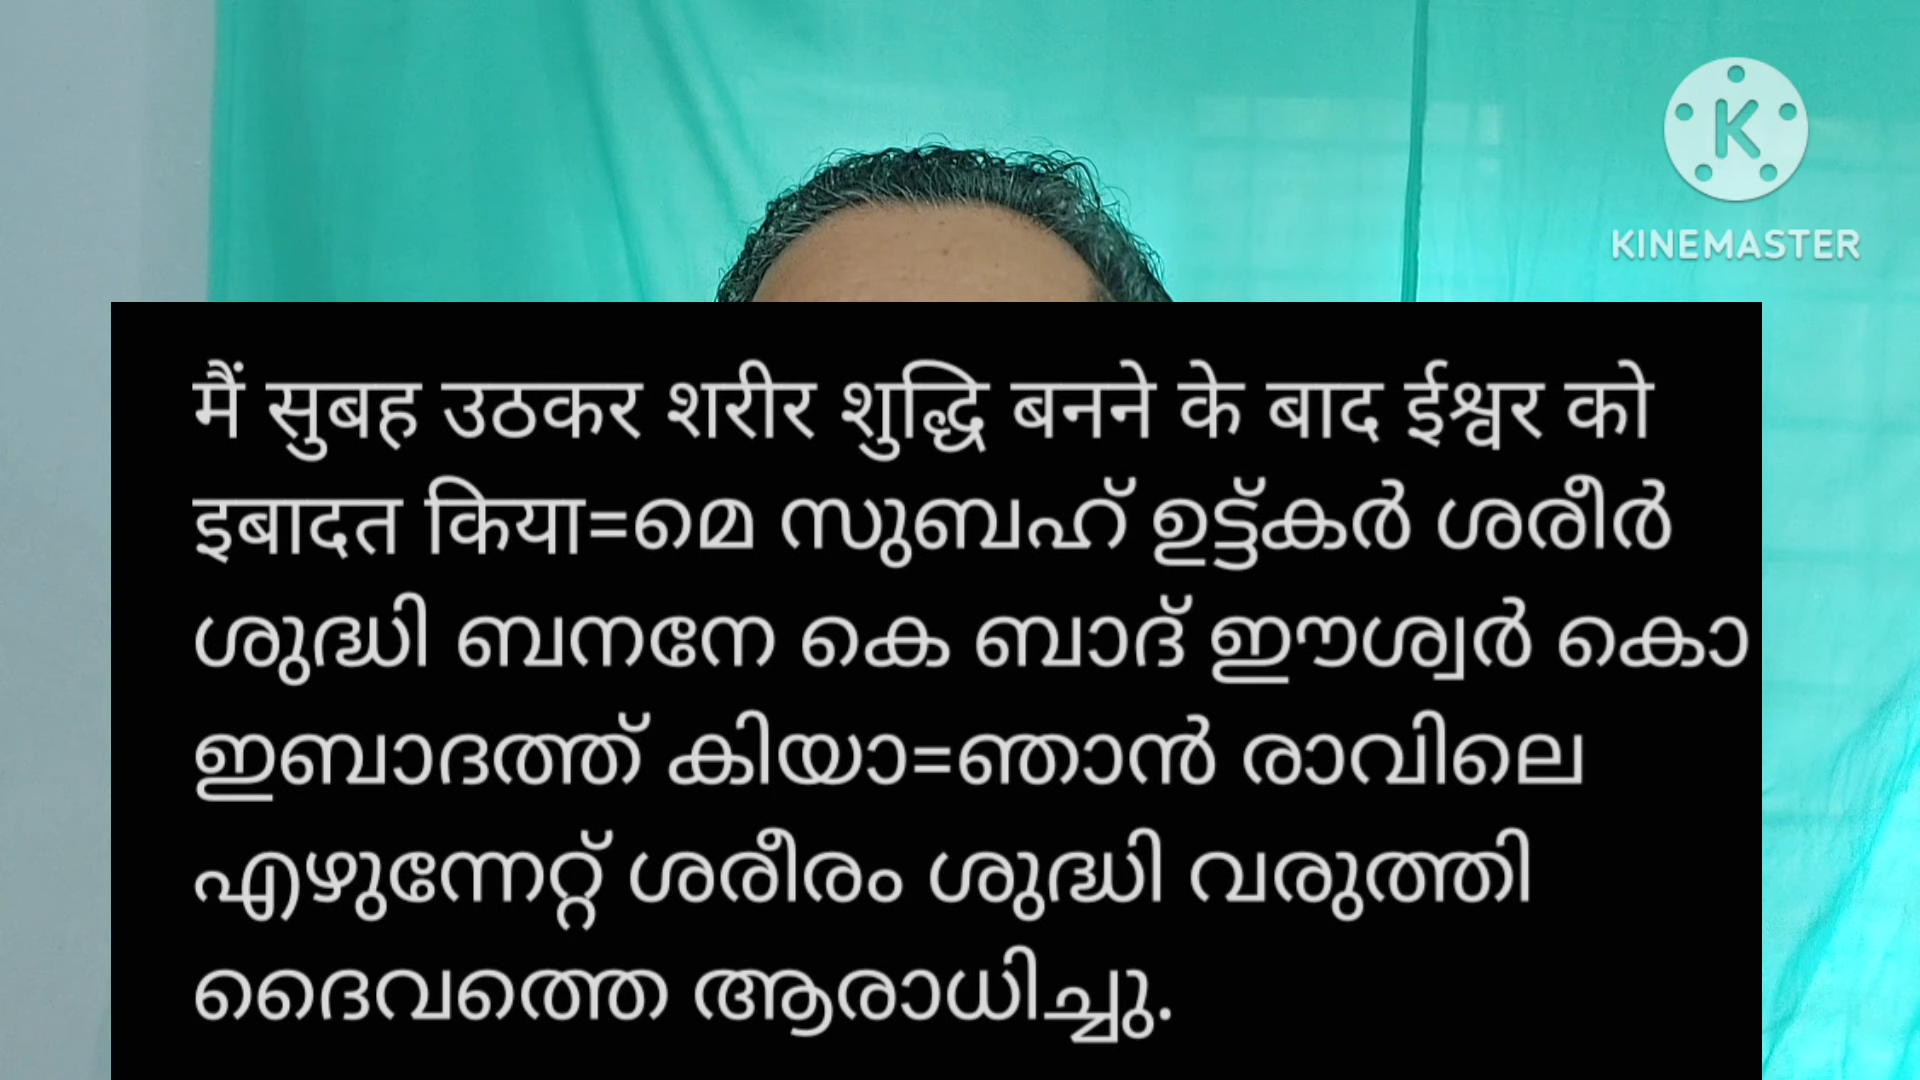 KINEMASTER
मैं सुबह उठकर शरीर शुद्धि बनने के बाद ईश्वर को
इबादत किया=മെ സുബഹ് ഉട്ട്കർ ശരീർ
ശുദ്ധി ബനനേ കെ ബാദ് ഈശ്വർ കൊ
ഇബാദത്ത് കിയാ=ഞാൻ രാവിലെ
എഴുന്നേറ്റ് ശരീരം ശുദ്ധി വരുത്തി
ദൈവത്തെ ആരാധിച്ചു.